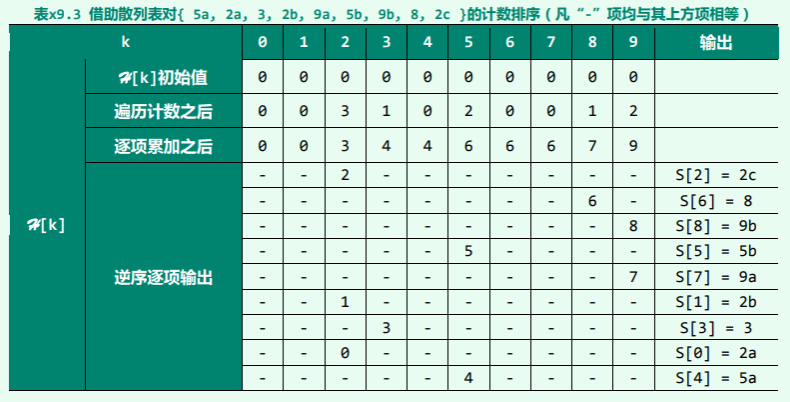 表x9.3 借助散列表对{ 5a, 2a, 3, 2b, 9a, 5b, 9b, 8, 2c }的计数排序(凡“-”项均与其上方项相等)
k 0 1 2 3 4 5 6 7 8 9 输出
ℋ[k]初始值 0 0 0 0 0 0 0 0 0 0
遍历计数之后 0 0 3 1 0 2 0 0 1 2
逐项累加之后 0 0 3 4 4 6 6 6 7 9
- - 2 - - - - - - - S[2] = 2c
- - - - - - - - 6 - S[6] = 8
ℋ[k] - - - - - - - - - 8 S[8] = 9b
- - - - - 5 - - - - S[5] = 5b
逆序逐项输出 - - - - - - - - - 7 S[7] = 9a
- - 1 - - - - - - - S[1] = 2b
- - - 3 - - - - - - S[3] = 3
- - 0 - - - - - - - S[0] = 2a
- - - - - 4 - - - - S[4] = 5a